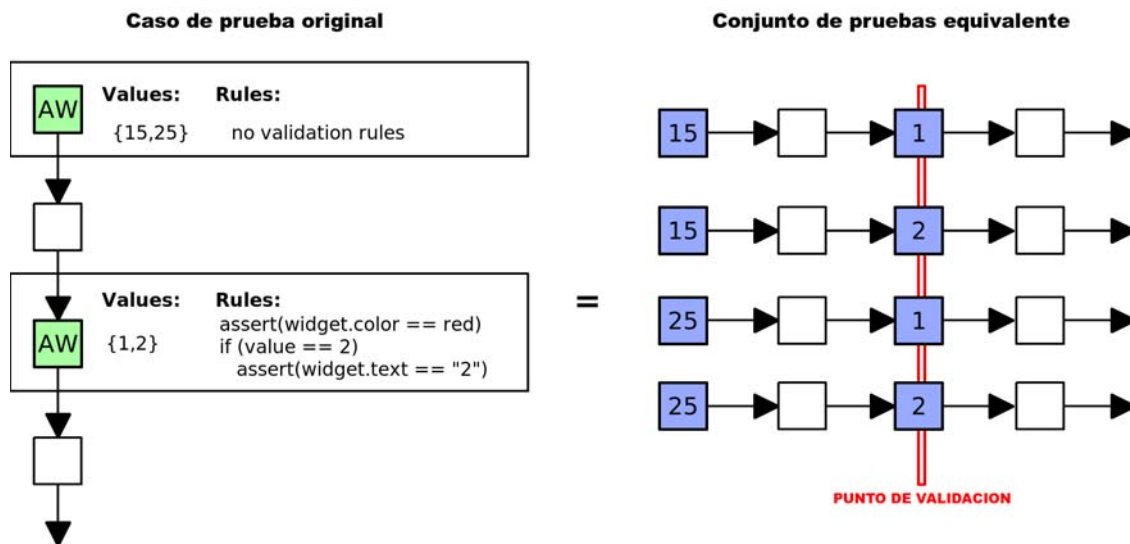 Caso de prueba original
AW
Values: Rules:
{15,25} no validation rules
AW
Values: Rules:
{1,2}
assert(widget.color == red)
if (value == 2)
assert(widget.text == "2")
=
Conjunto de pruebas equivalente
15 1
15 2
25 1
25 2
PUNTO DE VALIDACION